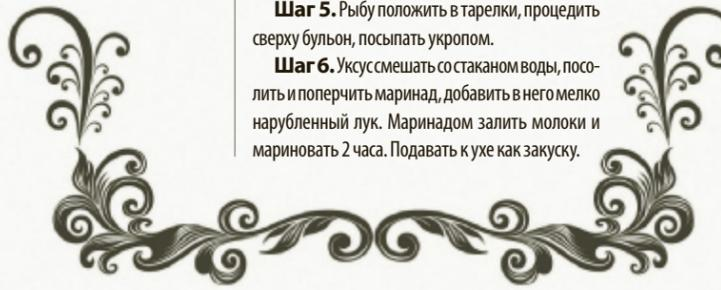 Шаг 5. Рыбу положить в тарелки, процедить
сверху бульон, посыпать укропом.
Шаг 6. Уксус смешать со стаканом воды, посо-
лить и поперчить маринад, добавить в него мелко
нарубленный лук. Маринадом залить молоки и
мариновать 2 часа. Подавать к ухе как закуску.